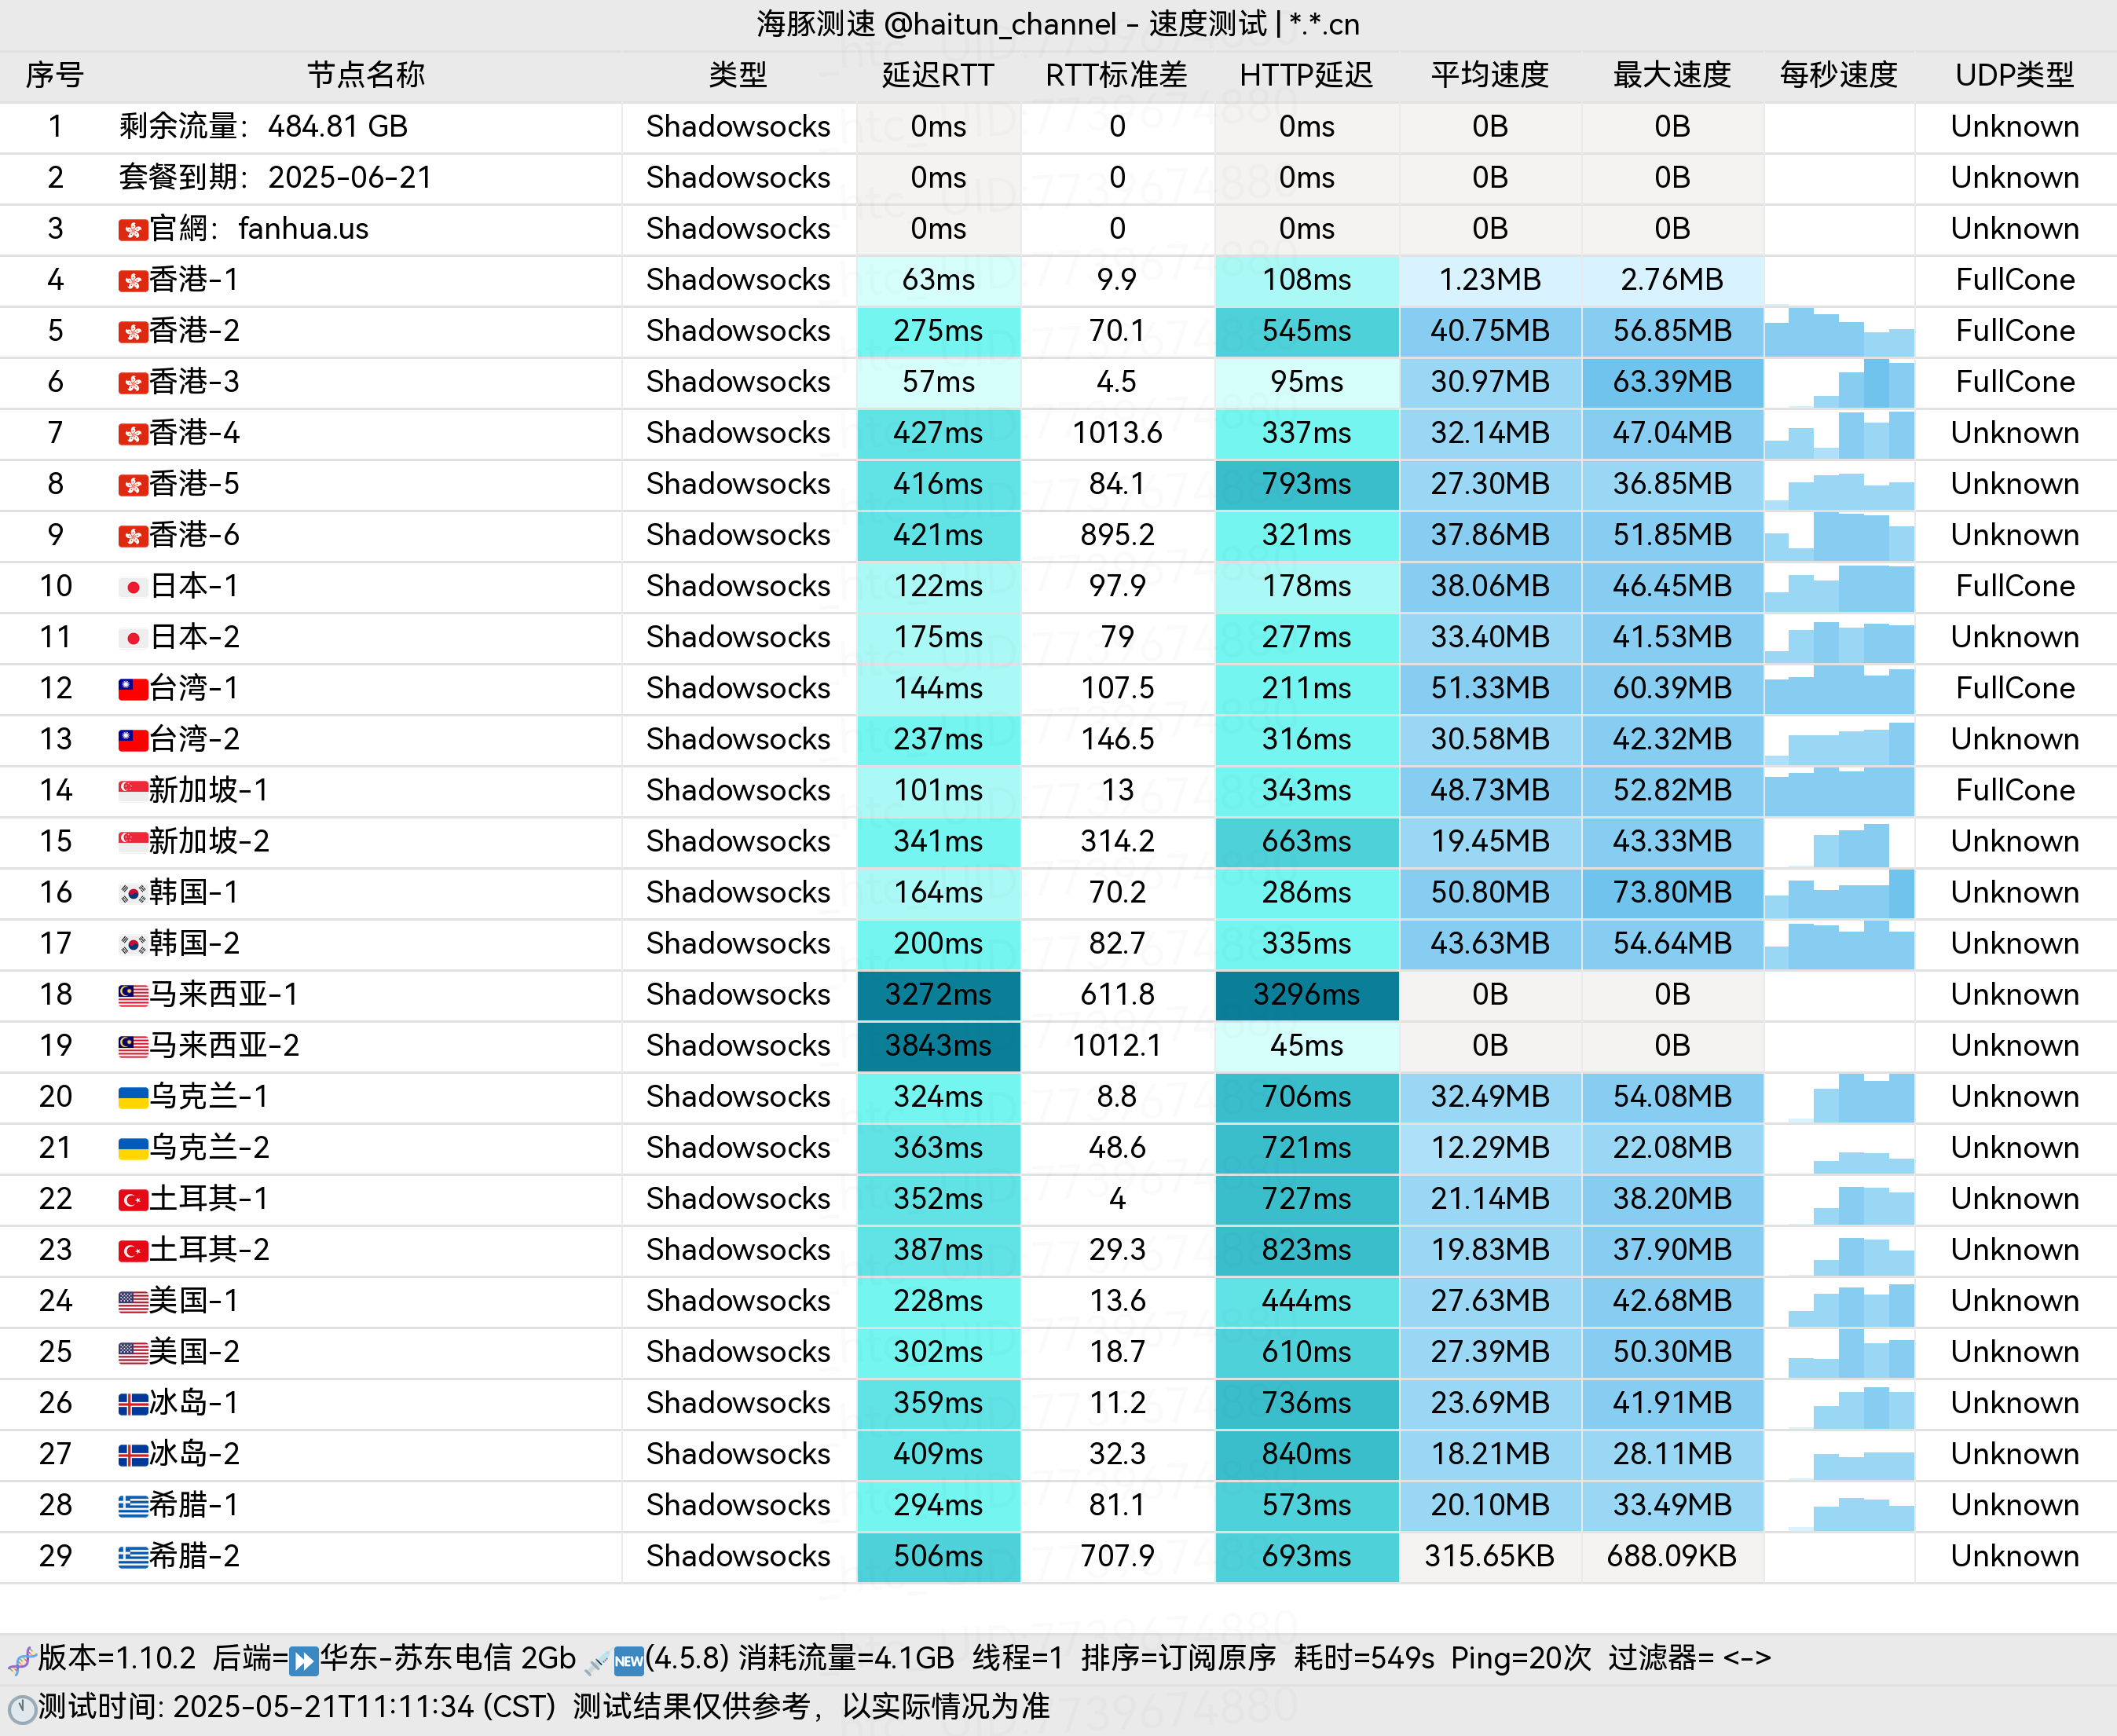 海豚测速 @haitun_channel - 速度测试 | *.*.cn
序号 节点名称 类型 延迟RTT RTT标准差 HTTP延迟 平均速度 最大速度 每秒速度 UDP类型
1 剩余流量：484.81 GB Shadowsocks 0ms 0 0ms 0B 0B Unknown
2 套餐到期：2025-06-21 Shadowsocks 0ms 0 0ms 0B 0B Unknown
3 官網：fanhua.us Shadowsocks 0ms 0 0ms 0B 0B Unknown
4 香港-1 Shadowsocks 63ms 9.9 108ms 1.23MB 2.76MB FullCone
5 香港-2 Shadowsocks 275ms 70.1 545ms 40.75MB 56.85MB FullCone
6 香港-3 Shadowsocks 57ms 4.5 95ms 30.97MB 63.39MB FullCone
7 香港-4 Shadowsocks 427ms 1013.6 337ms 32.14MB 47.04MB Unknown
8 香港-5 Shadowsocks 416ms 84.1 793ms 27.30MB 36.85MB Unknown
9 香港-6 Shadowsocks 421ms 895.2 321ms 37.86MB 51.85MB Unknown
10 日本-1 Shadowsocks 122ms 97.9 178ms 38.06MB 46.45MB FullCone
11 日本-2 Shadowsocks 175ms 79 277ms 33.40MB 41.53MB Unknown
12 台湾-1 Shadowsocks 144ms 107.5 211ms 51.33MB 60.39MB FullCone
13 台湾-2 Shadowsocks 237ms 146.5 316ms 30.58MB 42.32MB Unknown
14 新加坡-1 Shadowsocks 101ms 13 343ms 48.73MB 52.82MB FullCone
15 新加坡-2 Shadowsocks 341ms 314.2 663ms 19.45MB 43.33MB Unknown
16 韩国-1 Shadowsocks 164ms 70.2 286ms 50.80MB 73.80MB Unknown
17 韩国-2 Shadowsocks 200ms 82.7 335ms 43.63MB 54.64MB Unknown
18 马来西亚-1 Shadowsocks 3272ms 611.8 3296ms 0B 0B Unknown
19 马来西亚-2 Shadowsocks 3843ms 1012.1 45ms 0B 0B Unknown
20 乌克兰-1 Shadowsocks 324ms 8.8 706ms 32.49MB 54.08MB Unknown
21 乌克兰-2 Shadowsocks 363ms 48.6 721ms 12.29MB 22.08MB Unknown
22 土耳其-1 Shadowsocks 352ms 4 727ms 21.14MB 38.20MB Unknown
23 土耳其-2 Shadowsocks 387ms 29.3 823ms 19.83MB 37.90MB Unknown
24 美国-1 Shadowsocks 228ms 13.6 444ms 27.63MB 42.68MB Unknown
25 美国-2 Shadowsocks 302ms 18.7 610ms 27.39MB 50.30MB Unknown
26 冰岛-1 Shadowsocks 359ms 11.2 736ms 23.69MB 41.91MB Unknown
27 冰岛-2 Shadowsocks 409ms 32.3 840ms 18.21MB 28.11MB Unknown
28 希腊-1 Shadowsocks 294ms 81.1 573ms 20.10MB 33.49MB Unknown
29 希腊-2 Shadowsocks 506ms 707.9 693ms 315.65KB 688.09KB Unknown
版本=1.10.2 后端=华东-苏东电信 2Gb NEW(4.5.8) 消耗流量=4.1GB 线程=1 排序=订阅原序 耗时=549s Ping=20次 过滤器= <->
测试时间: 2025-05-21T11:11:34 (CST) 测试结果仅供参考，以实际情况为准